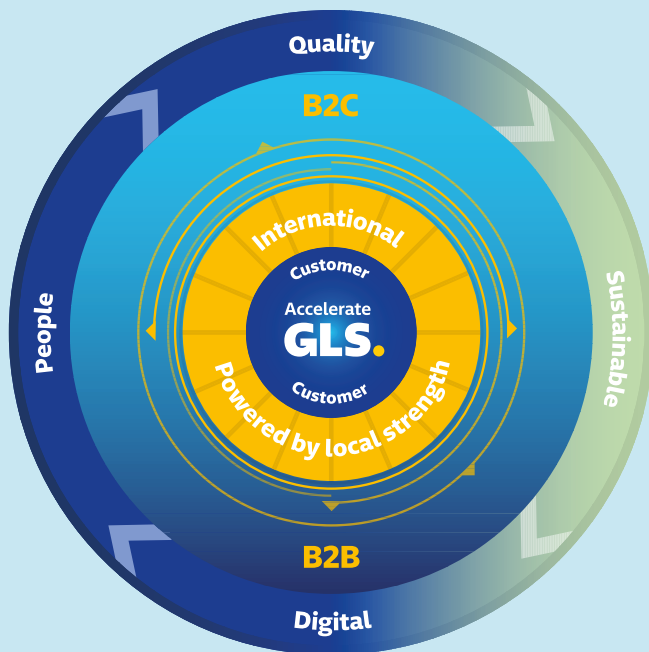 Quality
B2C
International
Customer
Accelerate
GLS.
Customer
Powered by local strength
People
Sustainable
B2B
Digital